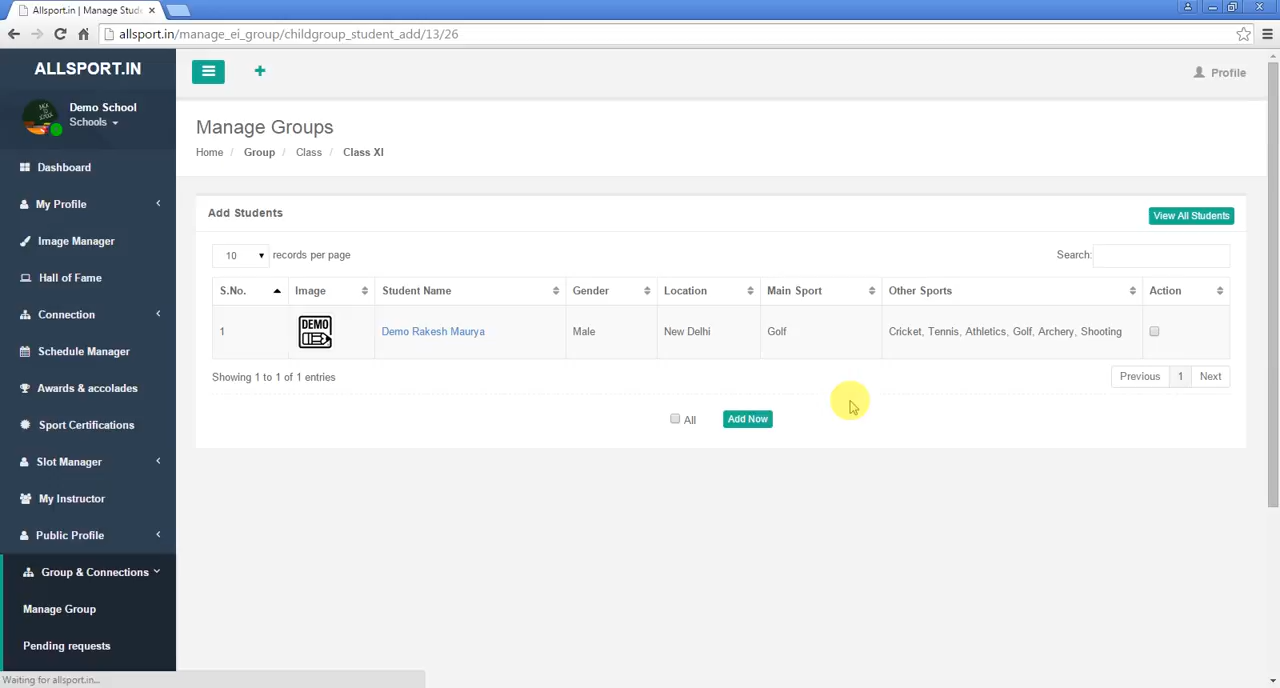 Allsport.in | Manage Stude
allsport.in/manage_ei_group/childgroup_student_add/13/26
ALLSPORT.IN
Profile
Demo School
Schools
Manage Groups
Home / Group / Class / Class XI
Dashboard
My Profile
Image Manager
Hall of Fame
Connection
Schedule Manager
Awards & accolades
Sport Certifications
Slot Manager
My Instructor
Public Profile
Group & Connections
Manage Group
Pending requests
Add Students
View All Students
10 records per page
Search:
S.No. Image Student Name Gender Location Main Sport Other Sports Action
1 DEMO Demo Rakesh Maurya Male New Delhi Golf Cricket, Tennis, Athletics, Golf, Archery, Shooting
Showing 1 to 1 of 1 entries
Previous 1 Next
All Add Now
Waiting for allsport.in...